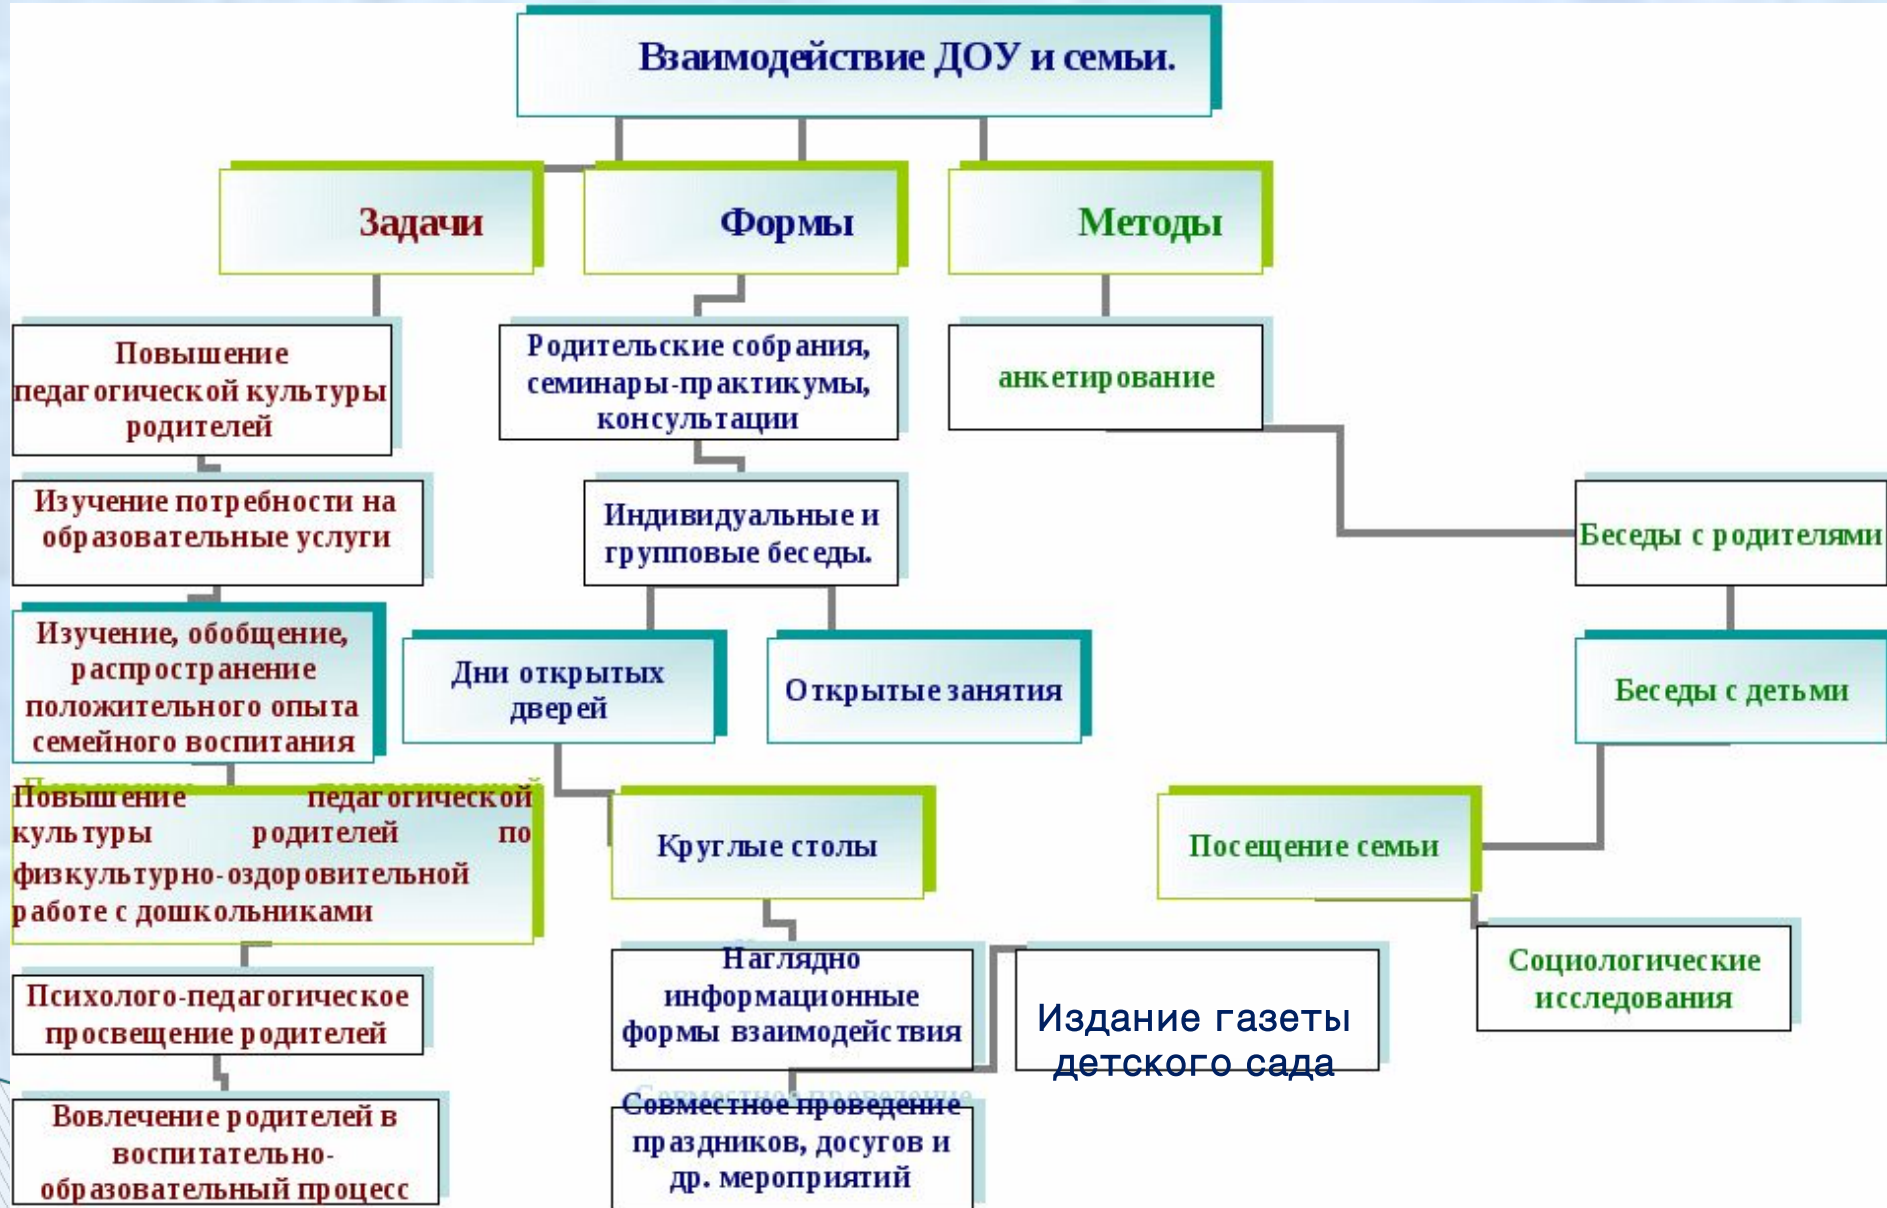 Взаимодействие ДОУ и семьи.
Задачи
Формы
Методы
Повышение
педагогической культуры
родителей
Изучение потребности на
образовательные услуги
Изучение, обобщение,
распространение
положительного опыта
семейного воспитания
Повышение педагогической
культуры родителей по
физкультурно-оздоровительной
работе с дошкольниками
Психолого-педагогическое
просвещение родителей
Вовлечение родителей в
воспитательно-
образовательный процесс
Родительские собрания,
семинары-практикумы,
консультации
Индивидуальные и
групповые беседы.
Дни открытых
дверей
Открытые занятия
Круглые столы
Наглядно
информационные
формы взаимодействия
Издание газеты
детского сада
Совместное проведение
праздников, досугов и
др. мероприятий
анкетирование
Беседы с родителями
Беседы с детьми
Посещение семьи
Социологические
исследования